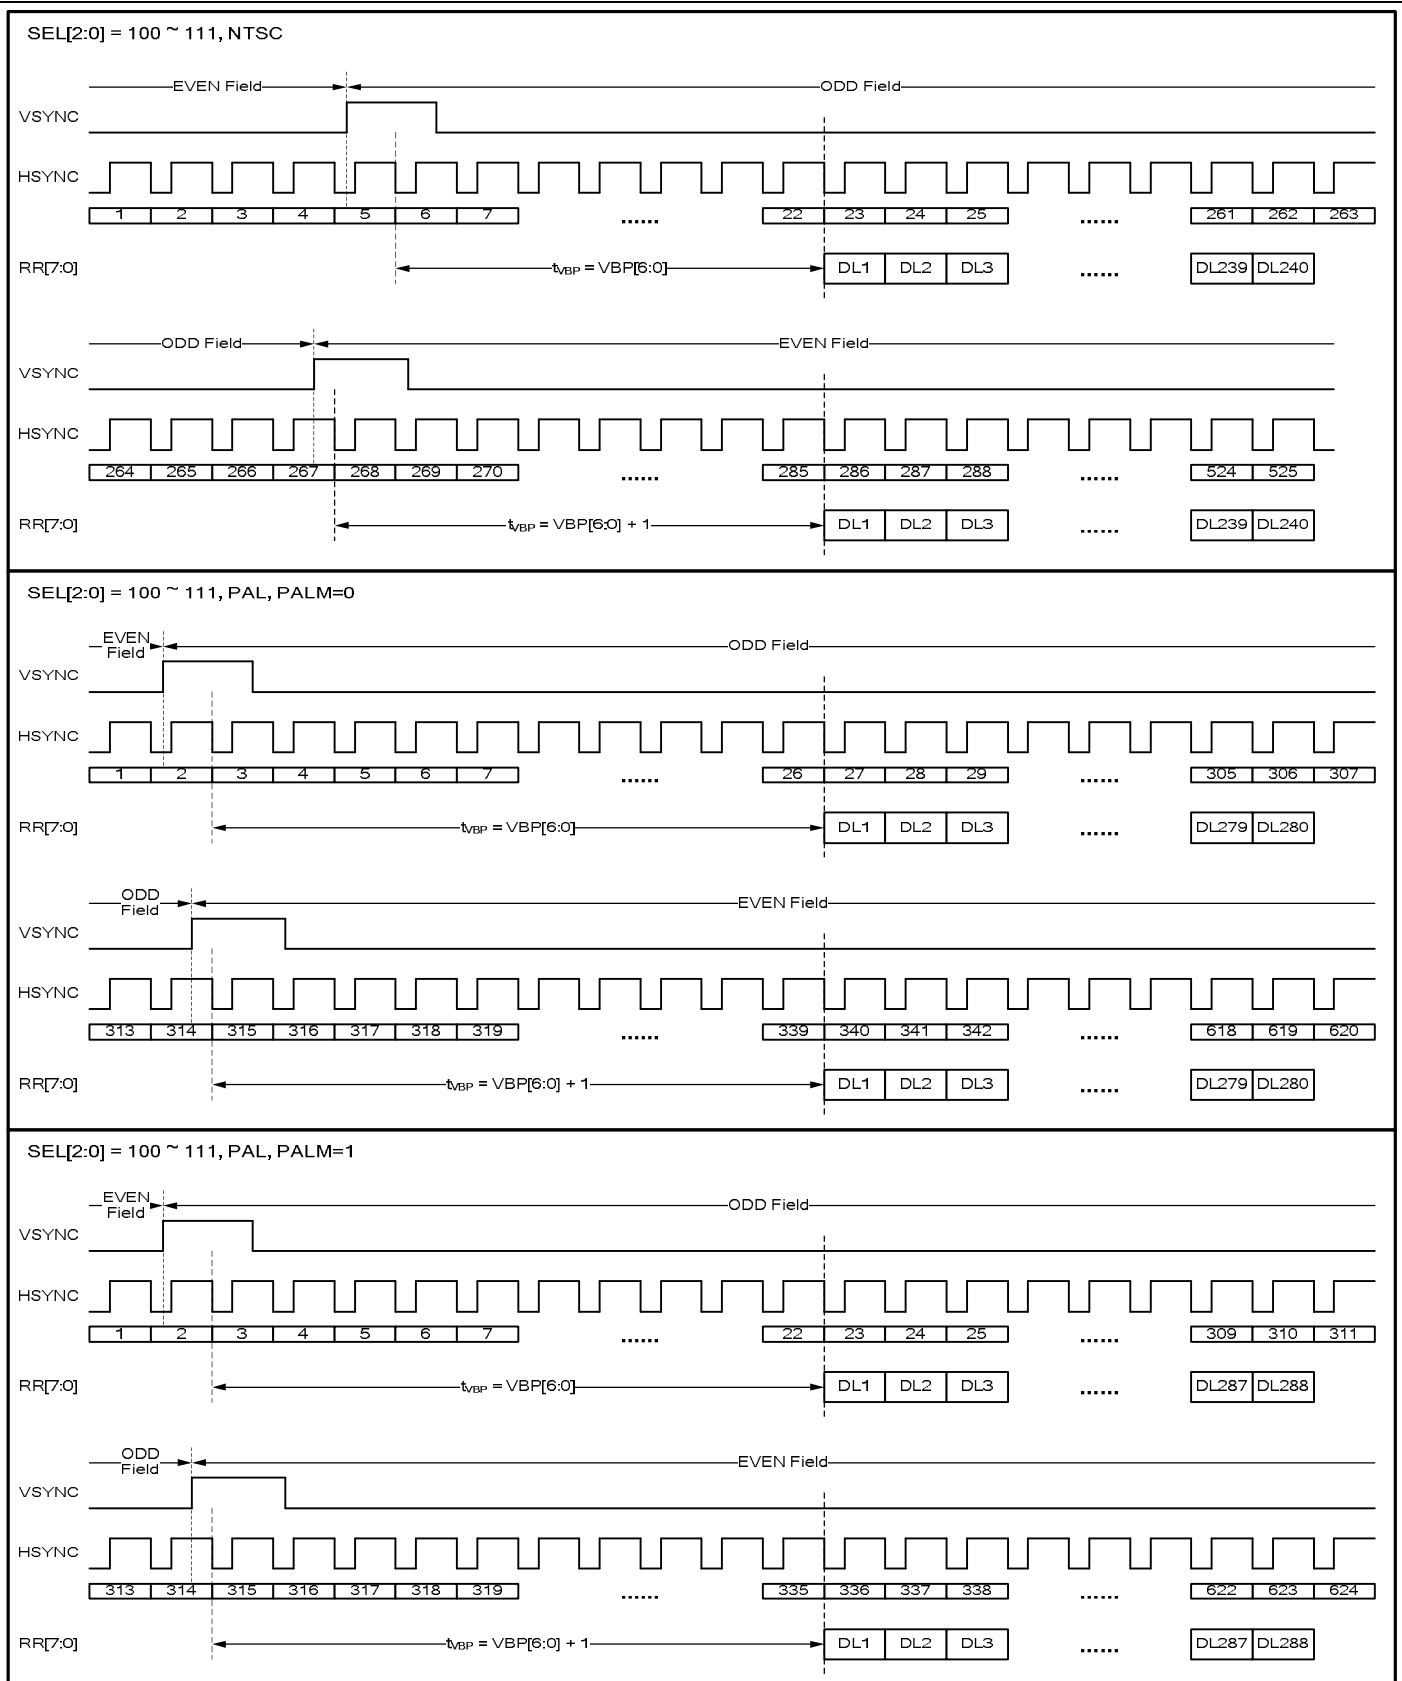 SEL[2:0] = 100 ~ 111, NTSC
EVEN Field ODD Field
VSYNC
HSYNC
1 2 3 4 5 6 7 ...... 22 23 24 25 ...... 261 262 263
RR[7:0] tVBP = VBP[6:0] DL1 DL2 DL3 ...... DL239 DL240
ODD Field EVEN Field
VSYNC
HSYNC
264 265 266 267 268 269 270 ...... 285 286 287 288 ...... 524 525
RR[7:0] tVBP = VBP[6:0] + 1 DL1 DL2 DL3 ...... DL239 DL240
SEL[2:0] = 100 ~ 111, PAL, PALM=0
EVEN Field ODD Field
VSYNC
HSYNC
1 2 3 4 5 6 7 ...... 26 27 28 29 ...... 305 306 307
RR[7:0] tVBP = VBP[6:0] DL1 DL2 DL3 ...... DL279 DL280
ODD Field EVEN Field
VSYNC
HSYNC
313 314 315 316 317 318 319 ...... 339 340 341 342 ...... 618 619 620
RR[7:0] tVBP = VBP[6:0] + 1 DL1 DL2 DL3 ...... DL279 DL280
SEL[2:0] = 100 ~ 111, PAL, PALM=1
EVEN Field ODD Field
VSYNC
HSYNC
1 2 3 4 5 6 7 ...... 22 23 24 25 ...... 309 310 311
RR[7:0] tVBP = VBP[6:0] DL1 DL2 DL3 ...... DL287 DL288
ODD Field EVEN Field
VSYNC
HSYNC
313 314 315 316 317 318 319 ...... 335 336 337 338 ...... 622 623 624
RR[7:0] tVBP = VBP[6:0] + 1 DL1 DL2 DL3 ...... DL287 DL288